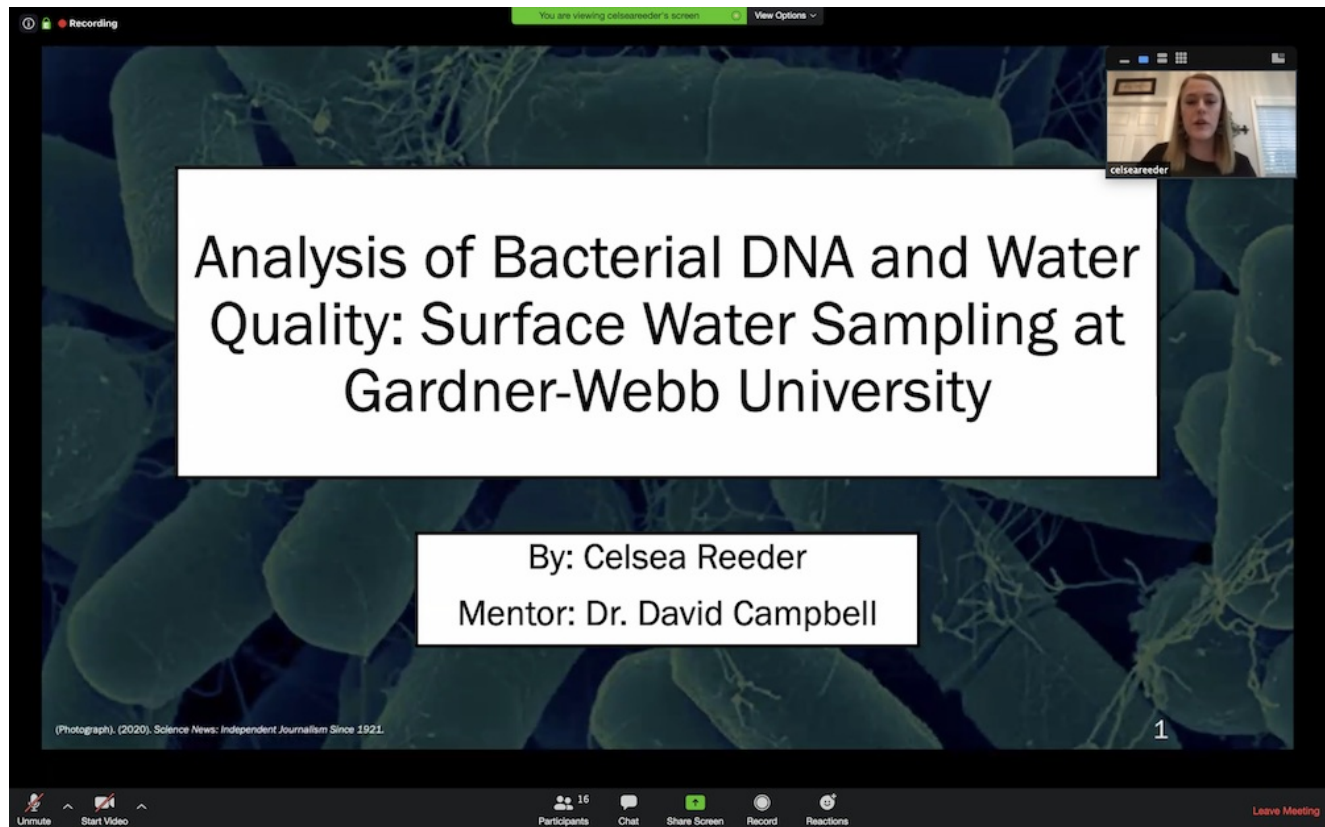 Recording
You are viewing celseareeder's screen
View Options
celseareeder
Analysis of Bacterial DNA and Water
Quality: Surface Water Sampling at
Gardner-Webb University
By: Celsea Reeder
Mentor: Dr. David Campbell
(Photograph). (2020). Science News: Independent Journalism Since 1921.
1
Unmute
Start Video
Participants
16
Chat
Share Screen
Record
Reactions
Leave Meeting